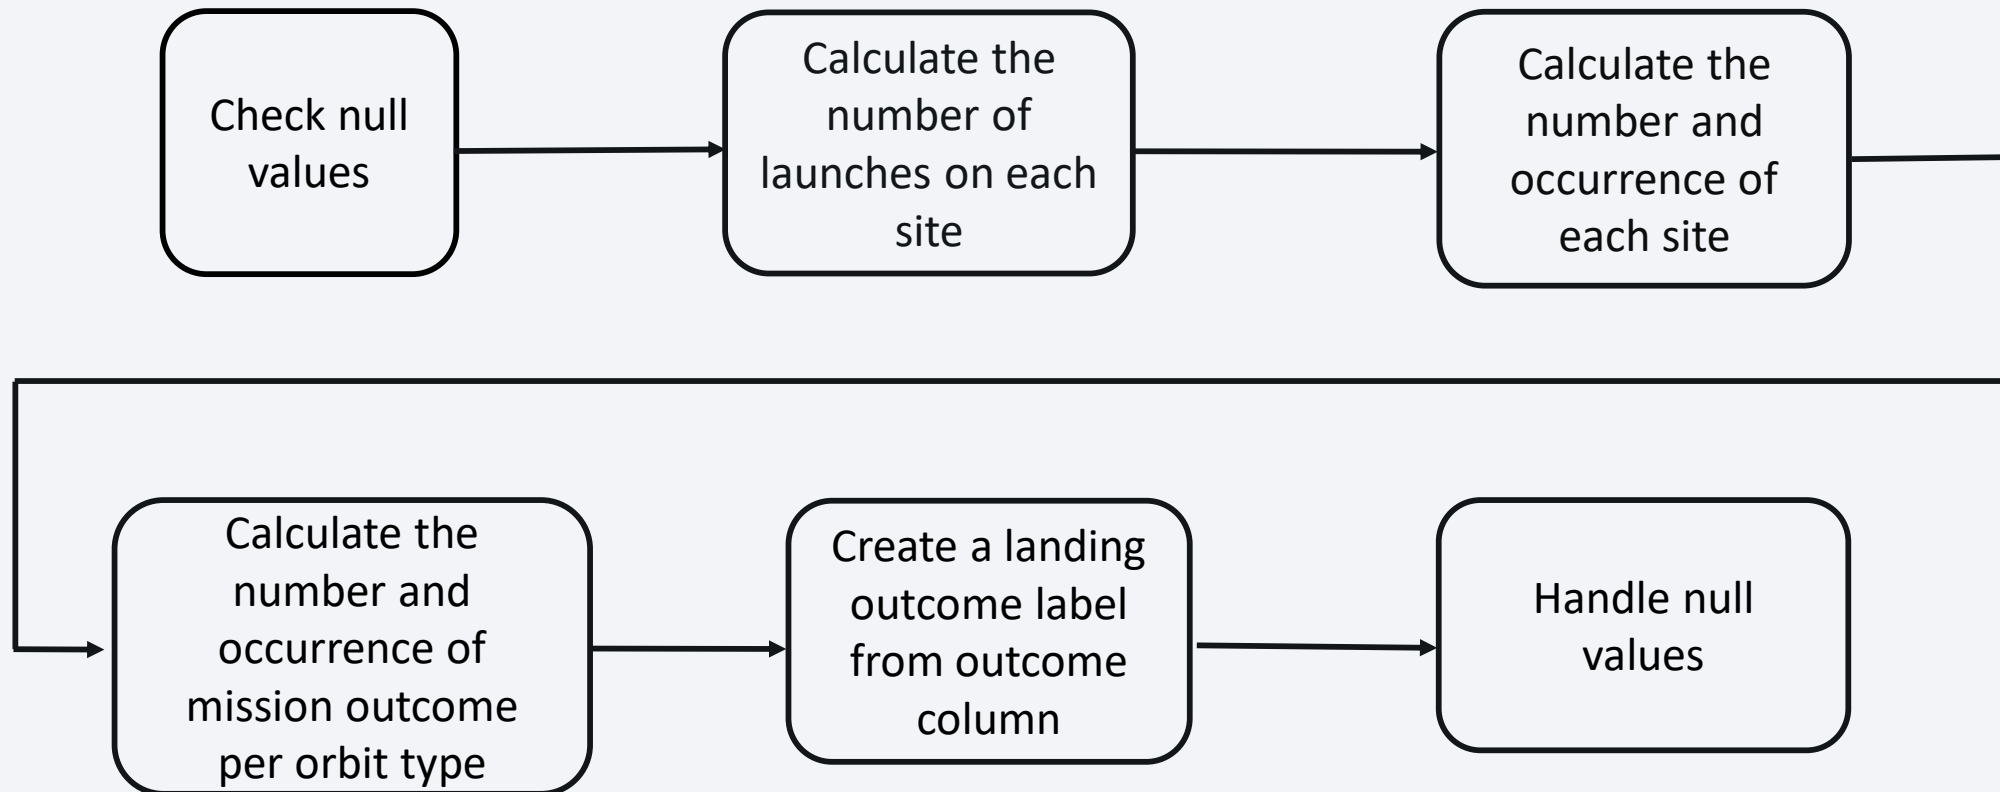 Check null
values
Calculate the
number of
launches on each
site
Calculate the
number and
occurrence of
each site
Calculate the
number and
occurrence of
mission outcome
per orbit type
Create a landing
outcome label
from outcome
column
Handle null
values